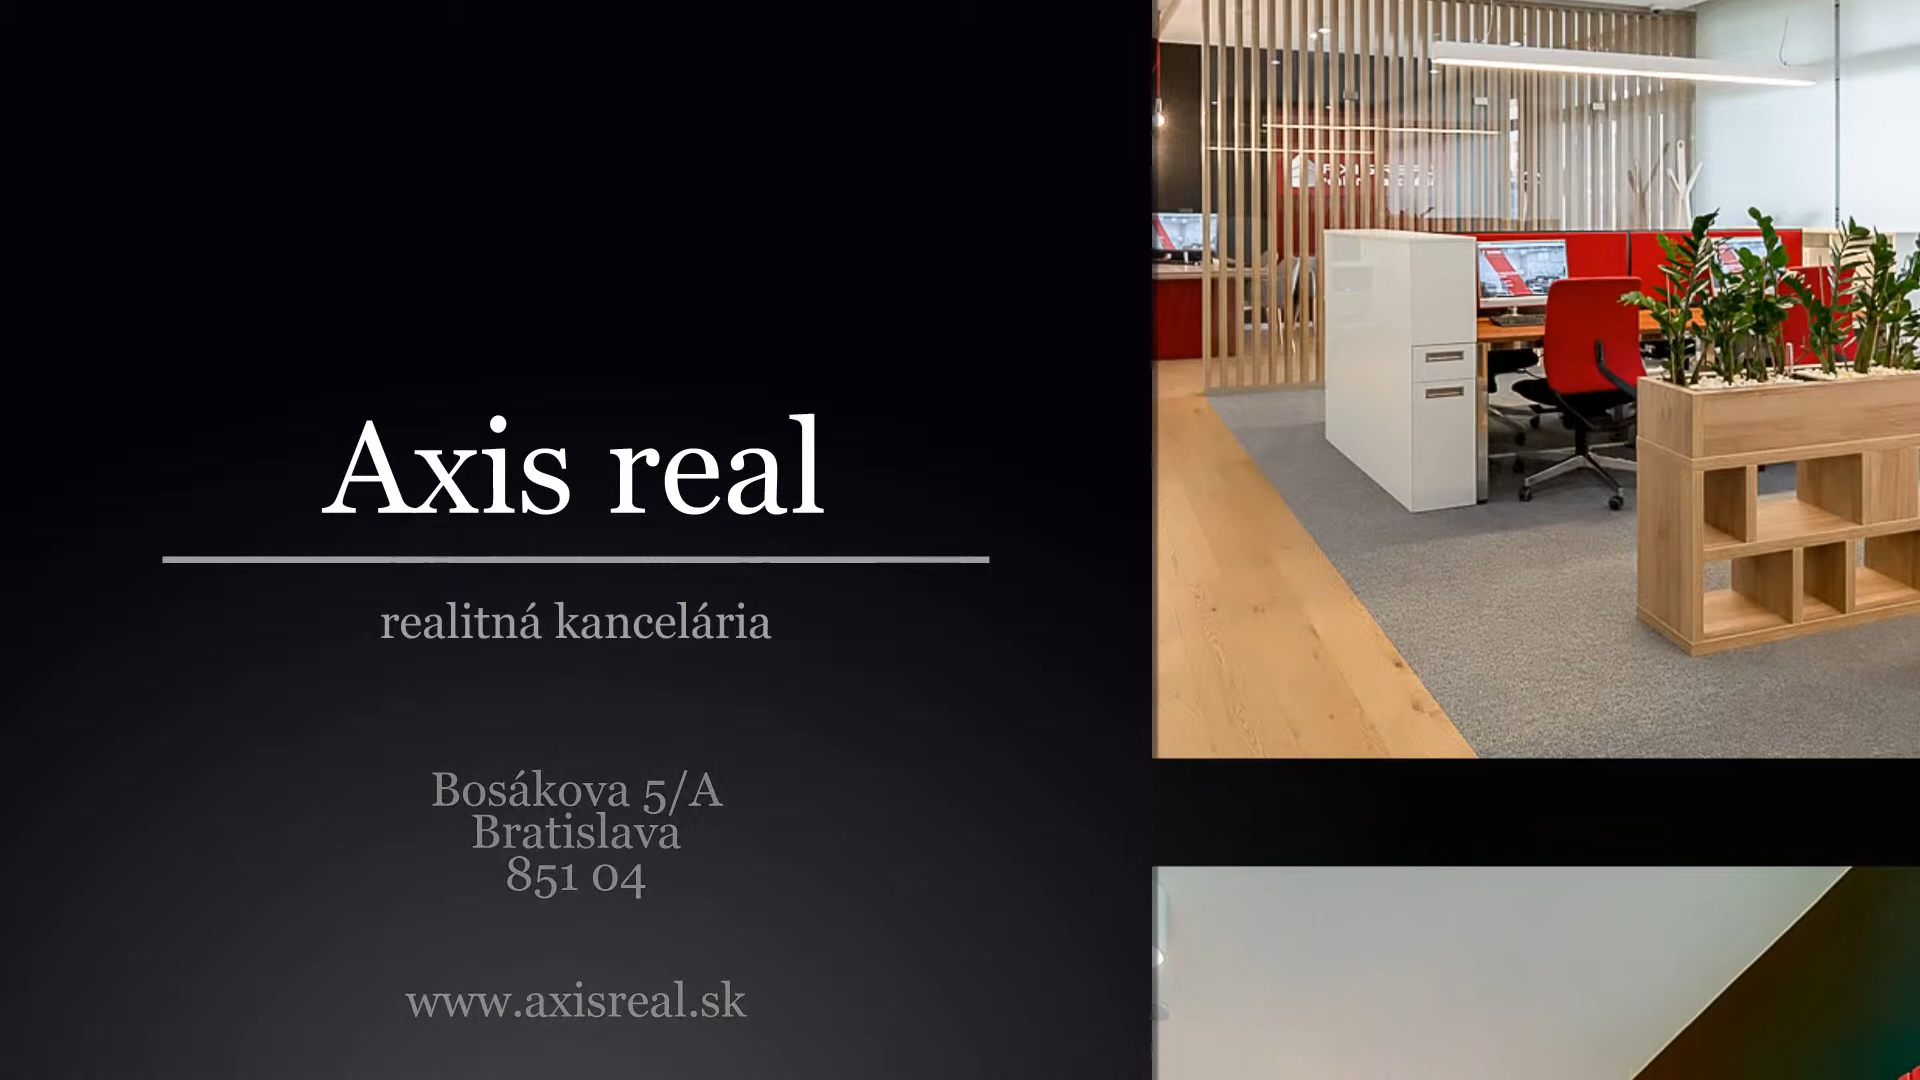 Axis real
realitná kancelária
Bosákova 5/A
Bratislava
851 04
www.axisreal.sk